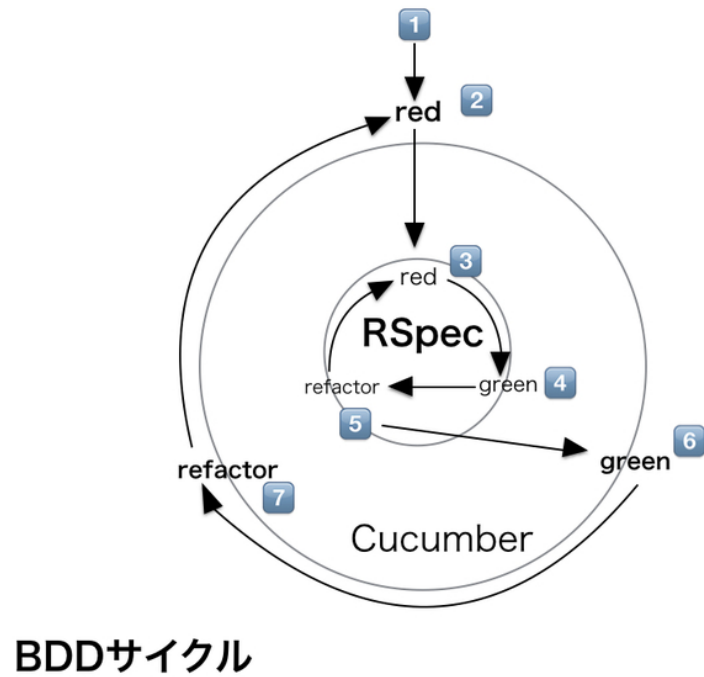 1
red 2
red 3
RSpec
refactor green 4
5
green 6
refactor
7
Cucumber
BDDサイクル